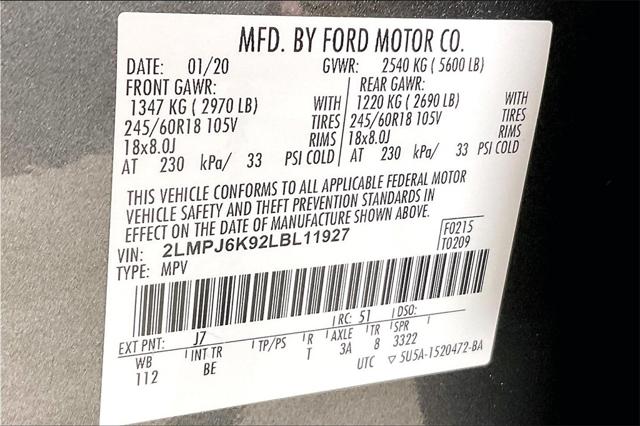 MFD. BY FORD MOTOR CO.
DATE: 01/20 GVWR: 2540 KG ( 5600 LB)
FRONT GAWR: REAR GAWR:
1347 KG ( 2970 LB) WITH 1220 KG ( 2690 LB) WITH
245/60R18 105V TIRES 245/60R18 105V TIRES
18x8.0J RIMS 18x8.0J RIMS
AT 230 kPa/ 33 PSI COLD AT 230 kPa/ 33 PSI COLD
THIS VEHICLE CONFORMS TO ALL APPLICABLE FEDERAL MOTOR
VEHICLE SAFETY AND THEFT PREVENTION STANDARDS IN
EFFECT ON THE DATE OF MANUFACTURE SHOWN ABOVE.
VIN: 2LMPJ6K92LBL11927 F0215
TYPE: MPV T0209
EXT PNT: J7 RC: 51 DSO:
WB INT TR TP/PS R AXLE TR SPR
112 BE T 3A 8 3322
UTC ▽ 5U5A-1520472-BA